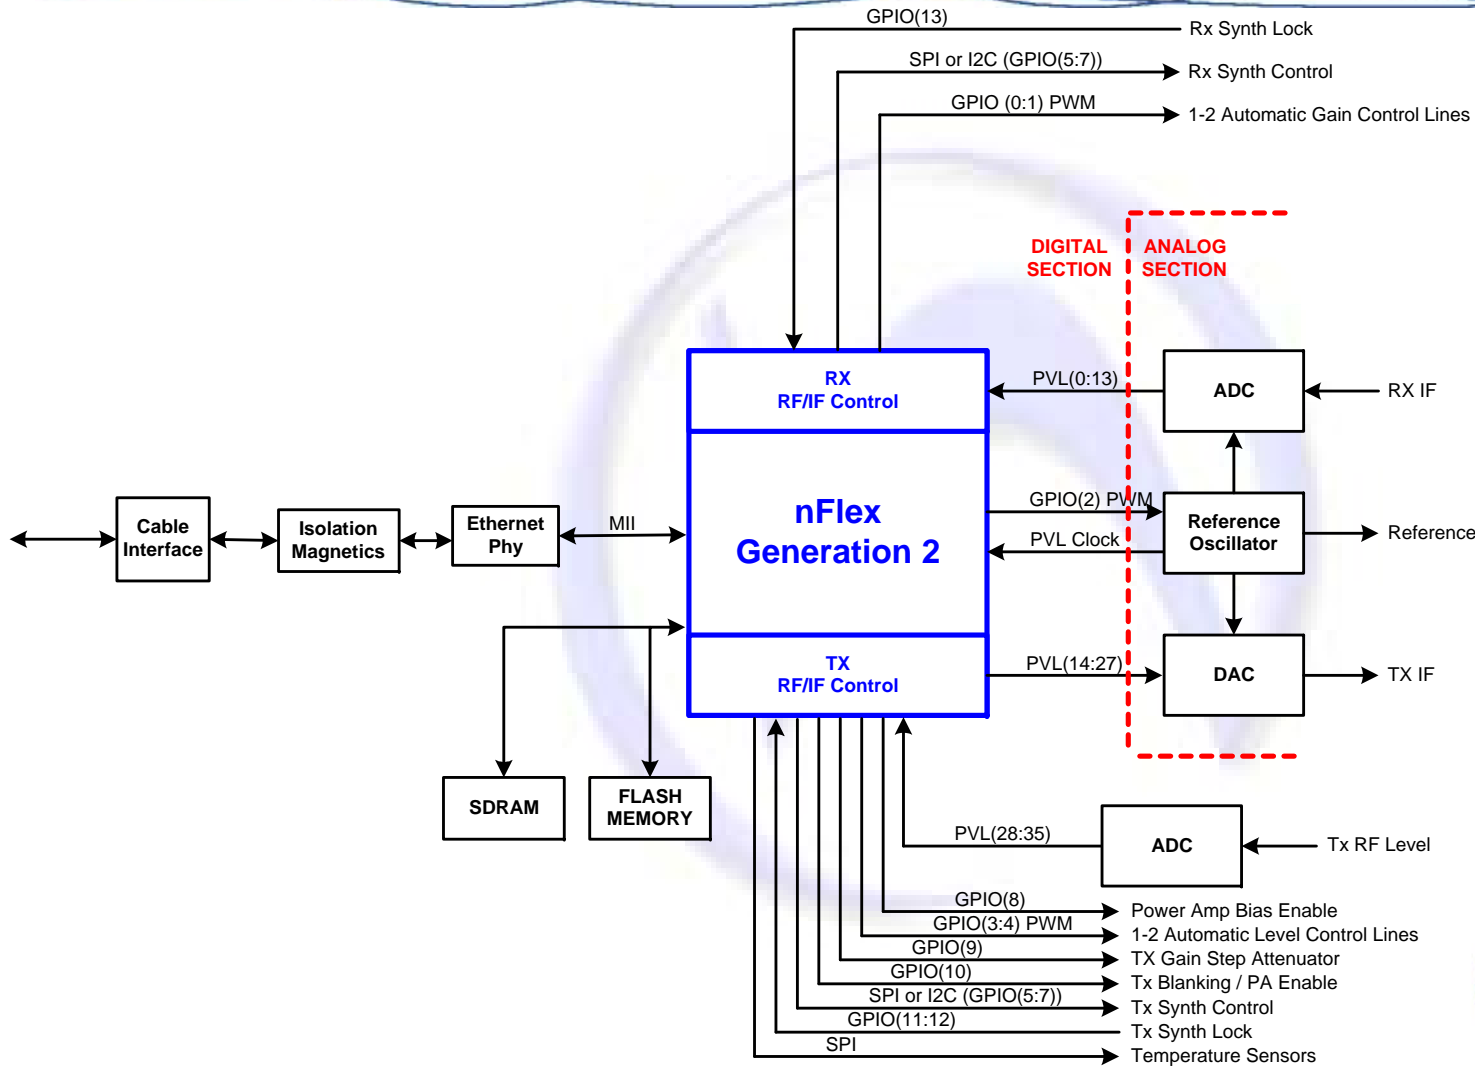 GPIO(13)
Rx Synth Lock
SPI or I2C (GPIO(5:7))
Rx Synth Control
GPIO (0:1) PWM
1-2 Automatic Gain Control Lines
DIGITAL
SECTION
ANALOG
SECTION
RX
RF/IF Control
PVL(0:13)
ADC
RX IF
nFlex
Generation 2
GPIO(2) PWM
PVL Clock
Reference
Oscillator
Reference
Cable
Interface
Isolation
Magnetics
Ethernet
Phy
MII
TX
RF/IF Control
PVL(14:27)
DAC
TX IF
SDRAM
FLASH
MEMORY
PVL(28:35)
ADC
Tx RF Level
GPIO(8)
Power Amp Bias Enable
GPIO(3:4) PWM
1-2 Automatic Level Control Lines
GPIO(9)
TX Gain Step Attenuator
GPIO(10)
Tx Blanking / PA Enable
SPI or I2C (GPIO(5:7))
Tx Synth Control
GPIO(11:12)
Tx Synth Lock
SPI
Temperature Sensors